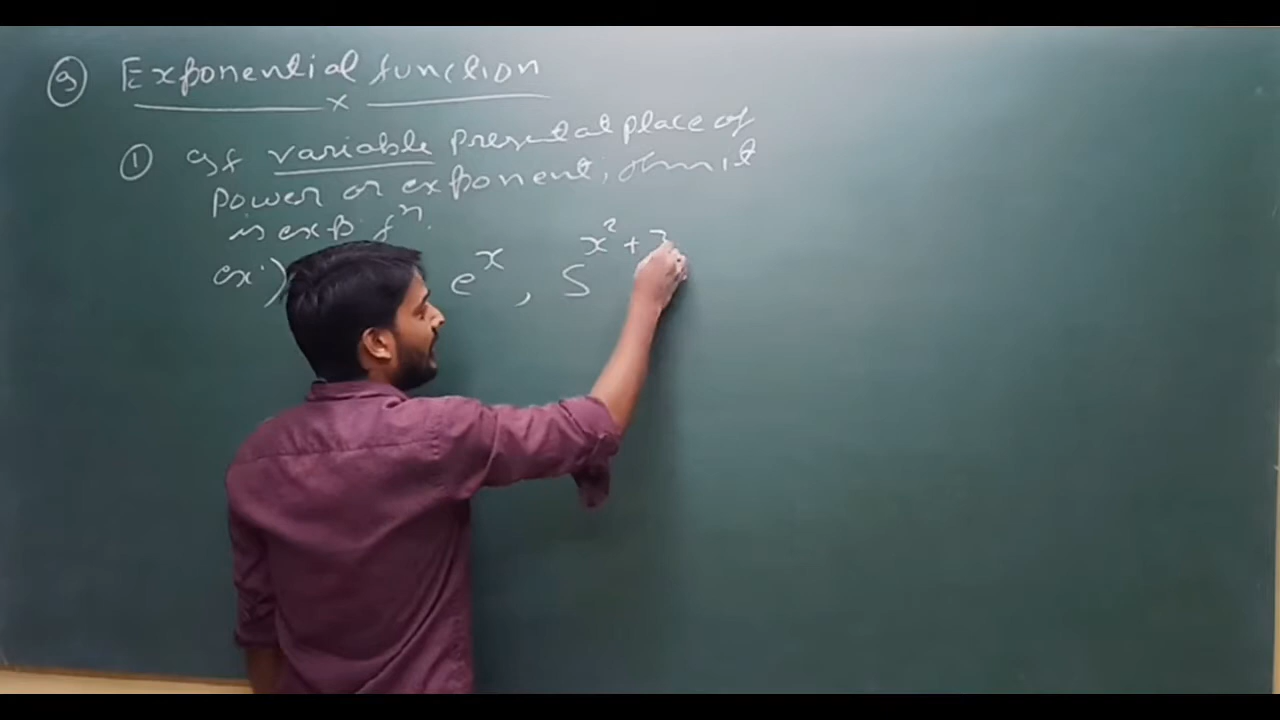 9 Exponential function
① If variable present at place of
Power or exponent, then it
is exp. fⁿ.
ex:) e^x, 5^x²+